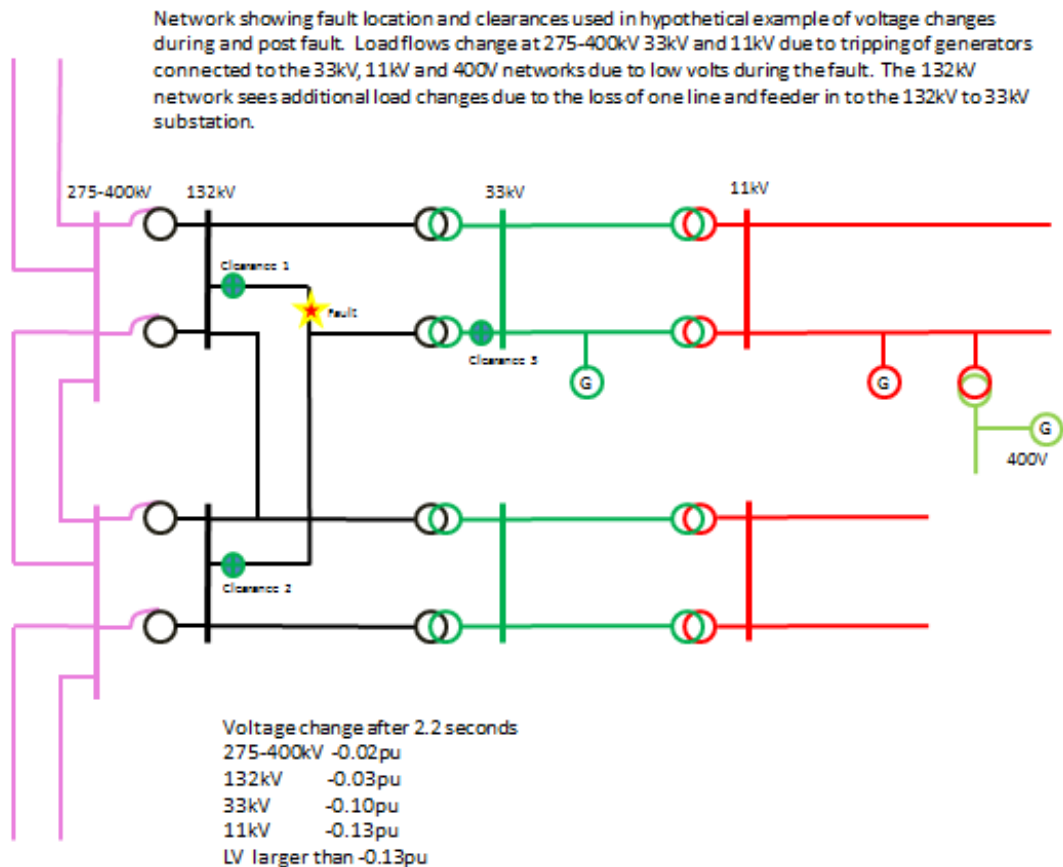 Network showing fault location and clearances used in hypothetical example of voltage changes
during and post fault. Load flows change at 275-400kV 33kV and 11kV due to tripping of generators
connected to the 33kV, 11kV and 400V networks due to low volts during the fault. The 132kV
network sees additional load changes due to the loss of one line and feeder in to the 132kV to 33kV
substation.
275-400kV 132kV 33kV 11kV
Clearance 1
Fault
Clearance 3
G
G
G
400V
Clearance 2
Voltage change after 2.2 seconds
275-400kV -0.02pu
132kV -0.03pu
33kV -0.10pu
11kV -0.13pu
LV larger than -0.13pu